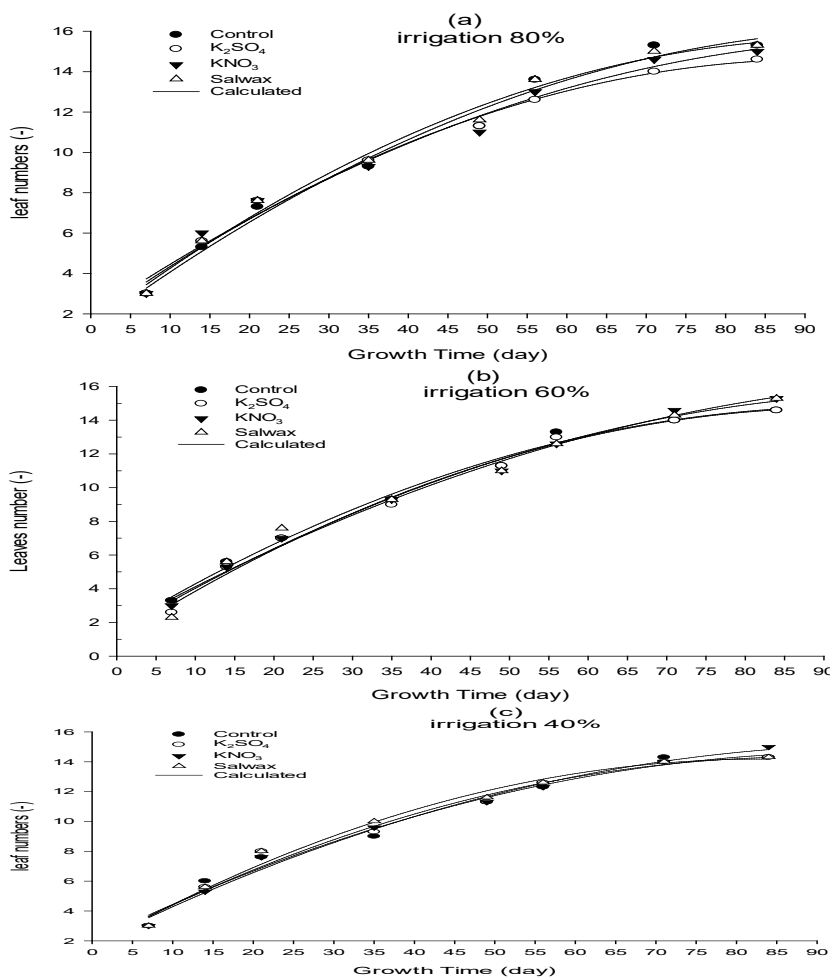 (a)
irrigation 80%
Control
K₂SO₄
KNO₃
Salwax
Calculated
leaf numbers (-)
16
14
12
10
8
6
4
2
0 5 10 15 20 25 30 35 40 45 50 55 60 65 70 75 80 85 90
Growth Time (day)
(b)
irrigation 60%
Control
K₂SO₄
KNO₃
Salwax
Calculated
Leaves number (-)
16
14
12
10
8
6
4
2
0
0 5 10 15 20 25 30 35 40 45 50 55 60 65 70 75 80 85 90
Growth Time (day)
(c)
irrigation 40%
Control
K₂SO₄
KNO₃
Salwax
Calculated
leaf numbers (-)
16
14
12
10
8
6
4
2
0 5 10 15 20 25 30 35 40 45 50 55 60 65 70 75 80 85 90
Growth Time (day)